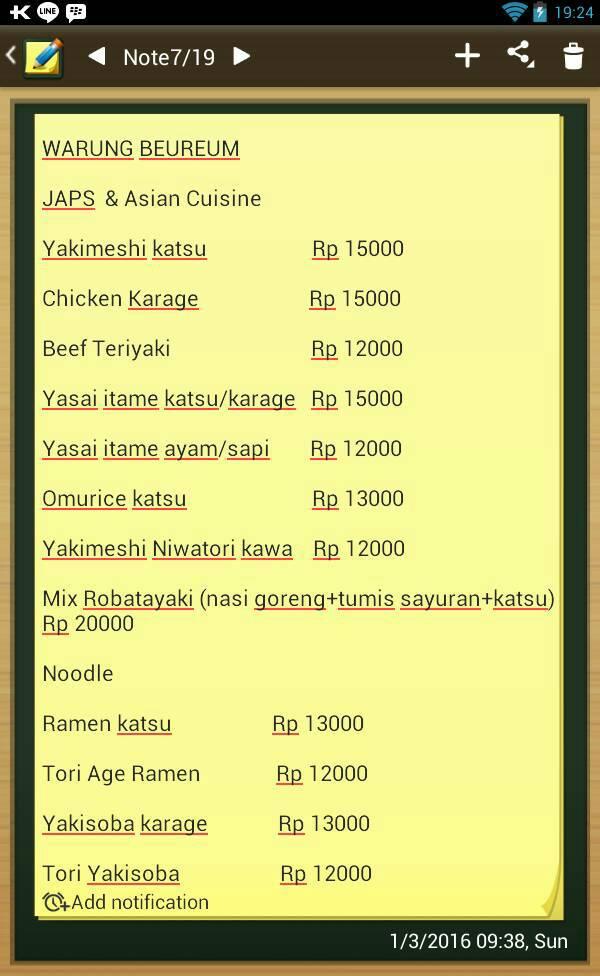 LINE
19:24
Note7/19
WARUNG BEUREUM
JAPS & Asian Cuisine
Yakimeshi katsu Rp 15000
Chicken Karage Rp 15000
Beef Teriyaki Rp 12000
Yasai itame katsu/karage Rp 15000
Yasai itame ayam/sapi Rp 12000
Omurice katsu Rp 13000
Yakimeshi Niwatori kawa Rp 12000
Mix Robatayaki (nasi goreng+tumis sayuran+katsu)
Rp 20000
Noodle
Ramen katsu Rp 13000
Tori Age Ramen Rp 12000
Yakisoba karage Rp 13000
Tori Yakisoba Rp 12000
Add notification
1/3/2016 09:38, Sun